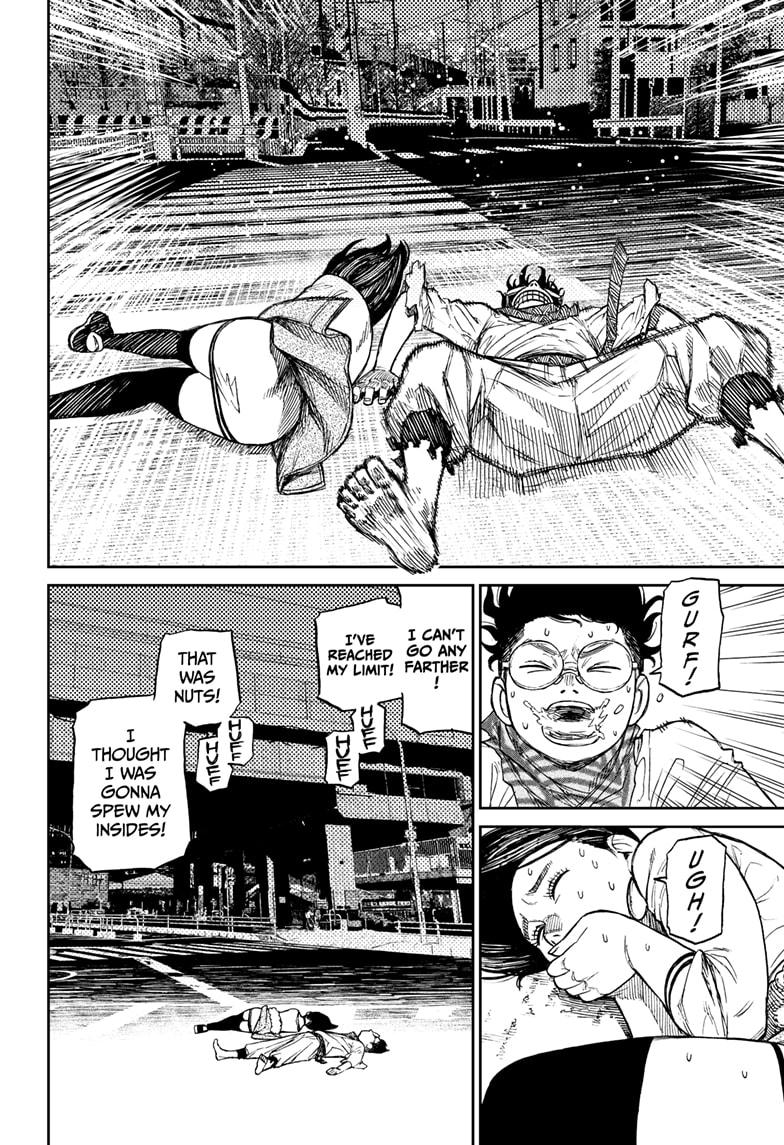 GURF!
UGH!
I CAN'T
GO ANY
FARTHER
!
I'VE
REACHED
MY LIMIT!
HUFF
HUFF
THAT
WAS
NUTS!
HUFF
HUFF
I
THOUGHT
I WAS
GONNA
SPEW MY
INSIDES!